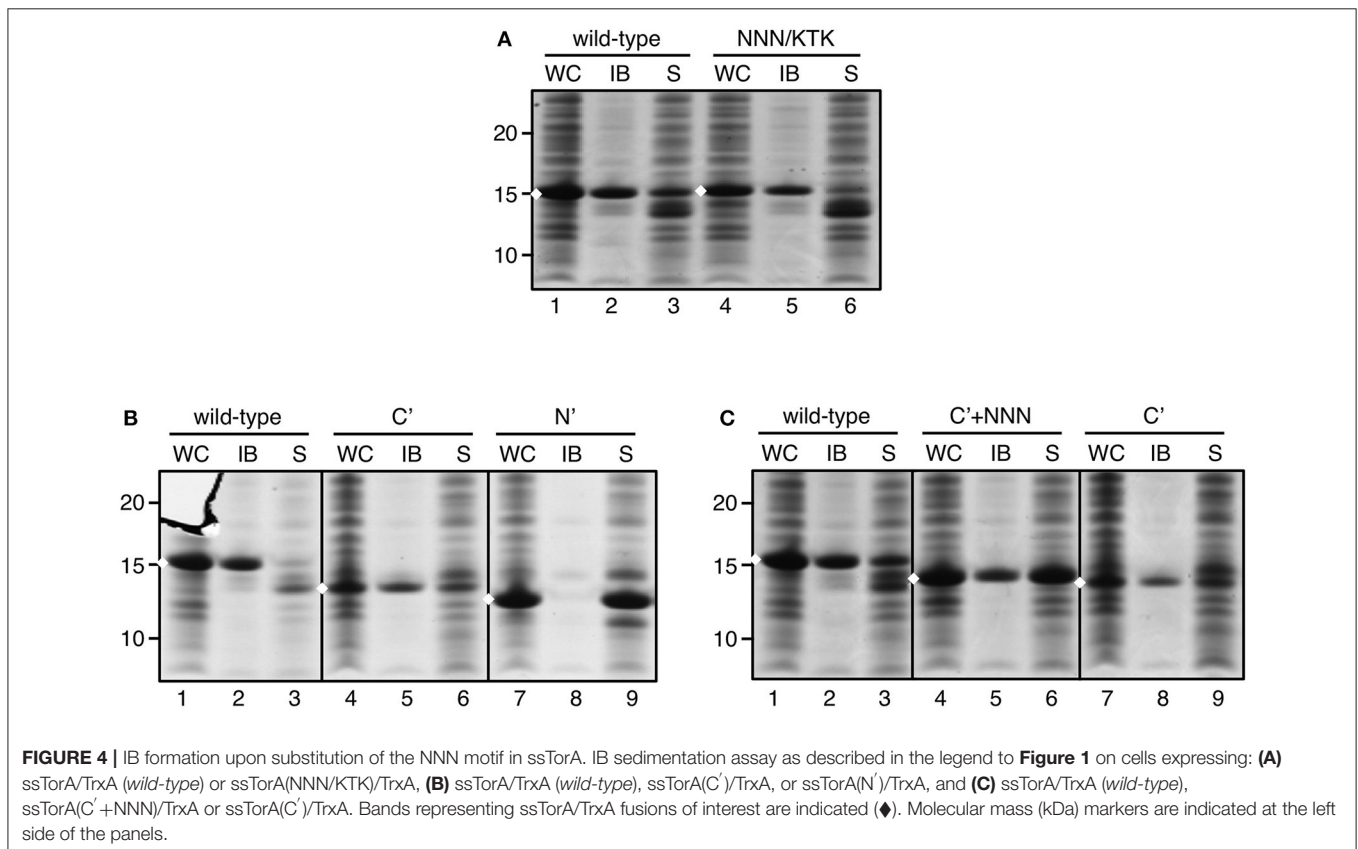 A
wild-type NNN/KTK
WC IB S WC IB S
20
15
10
1 2 3 4 5 6
B
wild-type C' N'
WC IB S WC IB S WC IB S
20
15
10
1 2 3 4 5 6 7 8 9
C
wild-type C'+NNN C'
WC IB S WC IB S WC IB S
20
15
10
1 2 3 4 5 6 7 8 9
FIGURE 4 | IB formation upon substitution of the NNN motif in ssTorA. IB sedimentation assay as described in the legend to Figure 1 on cells expressing: (A)
ssTorA/TrxA (wild-type) or ssTorA(NNN/KTK)/TrxA, (B) ssTorA/TrxA (wild-type), ssTorA(C′)/TrxA, or ssTorA(N′)/TrxA, and (C) ssTorA/TrxA (wild-type),
ssTorA(C′+NNN)/TrxA or ssTorA(C′)/TrxA. Bands representing ssTorA/TrxA fusions of interest are indicated (♦). Molecular mass (kDa) markers are indicated at the left
side of the panels.